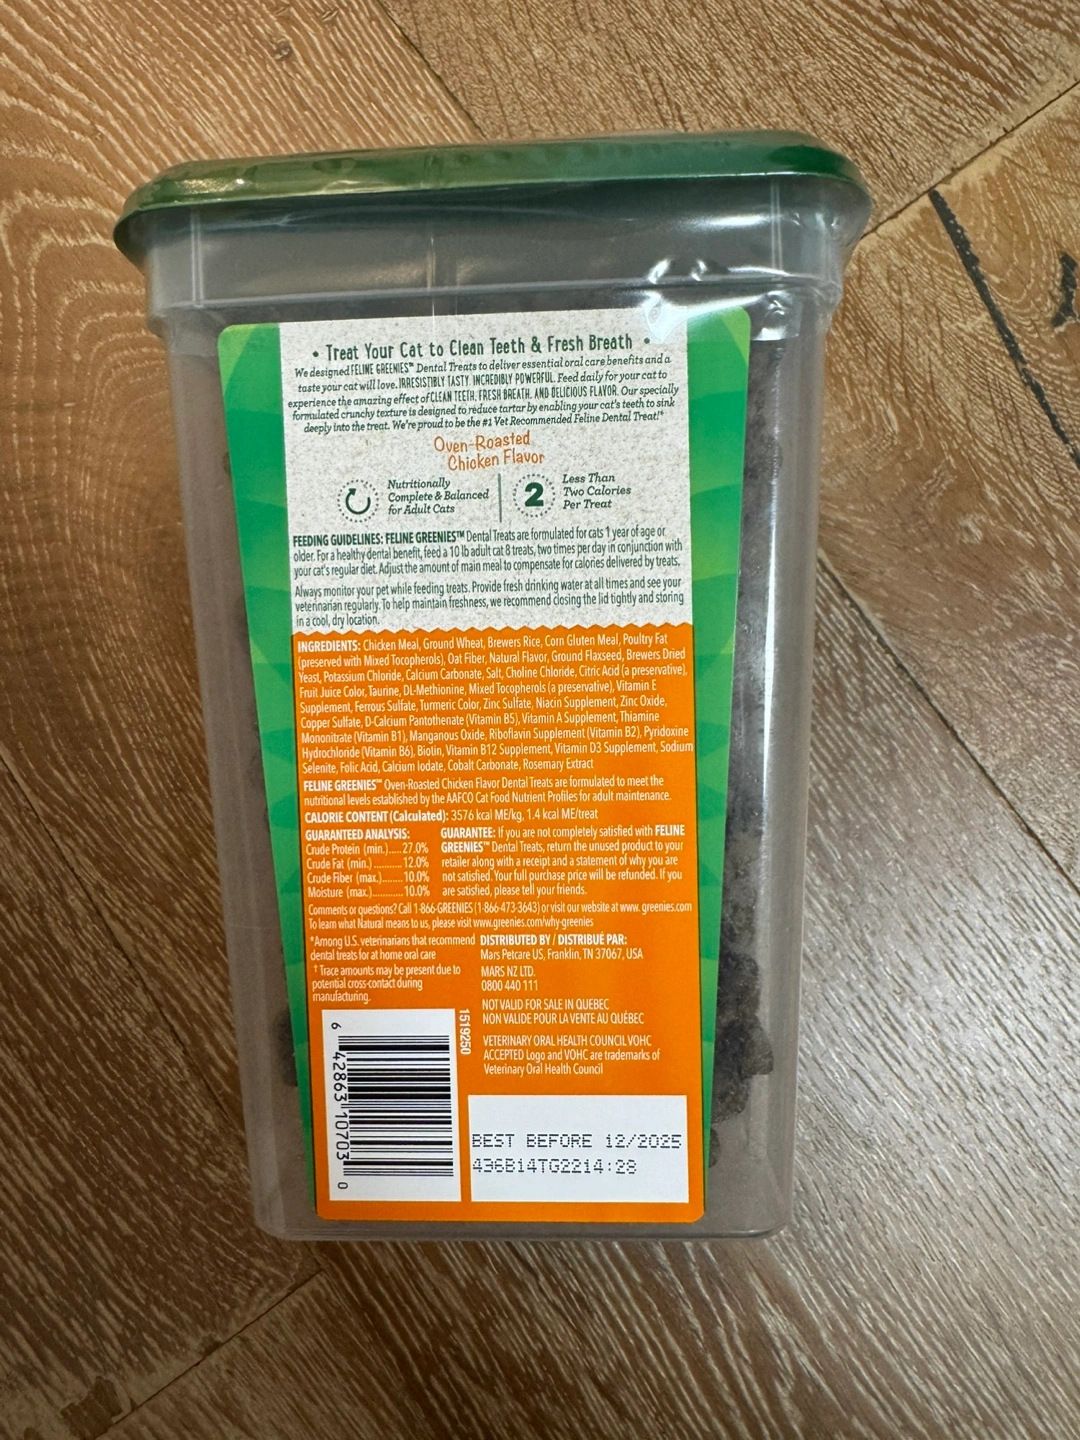 • Treat Your Cat to Clean Teeth & Fresh Breath •
We designed FELINE GREENIES™ Dental Treats to deliver essential oral care benefits and a
taste your cat will love. IRRESISTIBLY TASTY. INCREDIBLY POWERFUL. Feed daily for your cat to
experience the amazing effect of CLEAN TEETH, FRESH BREATH, AND DELICIOUS FLAVOR. Our specially
formulated crunchy texture is designed to reduce tartar by enabling your cat's teeth to sink
deeply into the treat. We're proud to be the #1 Vet Recommended Feline Dental Treat!*
Oven-Roasted
Chicken Flavor
Nutritionally
Complete & Balanced
for Adult Cats
2
Less Than
Two Calories
Per Treat
FEEDING GUIDELINES: FELINE GREENIES™ Dental Treats are formulated for cats 1 year of age or
older. For a healthy dental benefit, feed a 10 lb adult cat 8 treats, two times per day in conjunction with
your cat's regular diet. Adjust the amount of main meal to compensate for calories delivered by treats.
Always monitor your pet while feeding treats. Provide fresh drinking water at all times and see your
veterinarian regularly. To help maintain freshness, we recommend closing the lid tightly and storing
in a cool, dry location.
INGREDIENTS: Chicken Meal, Ground Wheat, Brewers Rice, Corn Gluten Meal, Poultry Fat
(preserved with Mixed Tocopherols), Oat Fiber, Natural Flavor, Ground Flaxseed, Brewers Dried
Yeast, Potassium Chloride, Calcium Carbonate, Salt, Choline Chloride, Citric Acid (a preservative),
Fruit Juice Color, Taurine, DL-Methionine, Mixed Tocopherols (a preservative), Vitamin E
Supplement, Ferrous Sulfate, Turmeric Color, Zinc Sulfate, Niacin Supplement, Zinc Oxide,
Copper Sulfate, D-Calcium Pantothenate (Vitamin B5), Vitamin A Supplement, Thiamine
Mononitrate (Vitamin B1), Manganous Oxide, Riboflavin Supplement (Vitamin B2), Pyridoxine
Hydrochloride (Vitamin B6), Biotin, Vitamin B12 Supplement, Vitamin D3 Supplement, Sodium
Selenite, Folic Acid, Calcium Iodate, Cobalt Carbonate, Rosemary Extract
FELINE GREENIES™ Oven-Roasted Chicken Flavor Dental Treats are formulated to meet the
nutritional levels established by the AAFCO Cat Food Nutrient Profiles for adult maintenance.
CALORIE CONTENT (Calculated): 3576 kcal ME/kg, 1.4 kcal ME/treat
GUARANTEED ANALYSIS:
Crude Protein (min.).....27.0%
Crude Fat (min.)...........12.0%
Crude Fiber (max.).......10.0%
Moisture (max.)............10.0%
GUARANTEE: If you are not completely satisfied with FELINE
GREENIES™ Dental Treats, return the unused product to your
retailer along with a receipt and a statement of why you are
not satisfied. Your full purchase price will be refunded. If you
are satisfied, please tell your friends.
Comments or questions? Call 1-866-GREENIES (1-866-473-3643) or visit our website at www. greenies.com
To learn what Natural means to us, please visit www.greenies.com/why-greenies
*Among U.S. veterinarians that recommend
dental treats for at home oral care
†Trace amounts may be present due to
potential cross-contact during
manufacturing.
DISTRIBUTED BY / DISTRIBUÉ PAR:
Mars Petcare US, Franklin, TN 37067, USA
MARS NZ LTD.
0800 440 111
NOT VALID FOR SALE IN QUEBEC
NON VALIDE POUR LA VENTE AU QUÉBEC
VETERINARY ORAL HEALTH COUNCIL VOHC
ACCEPTED Logo and VOHC are trademarks of
Veterinary Oral Health Council
1519250
6 42863 10703 0
BEST BEFORE 12/2025
436B14TG2214:28